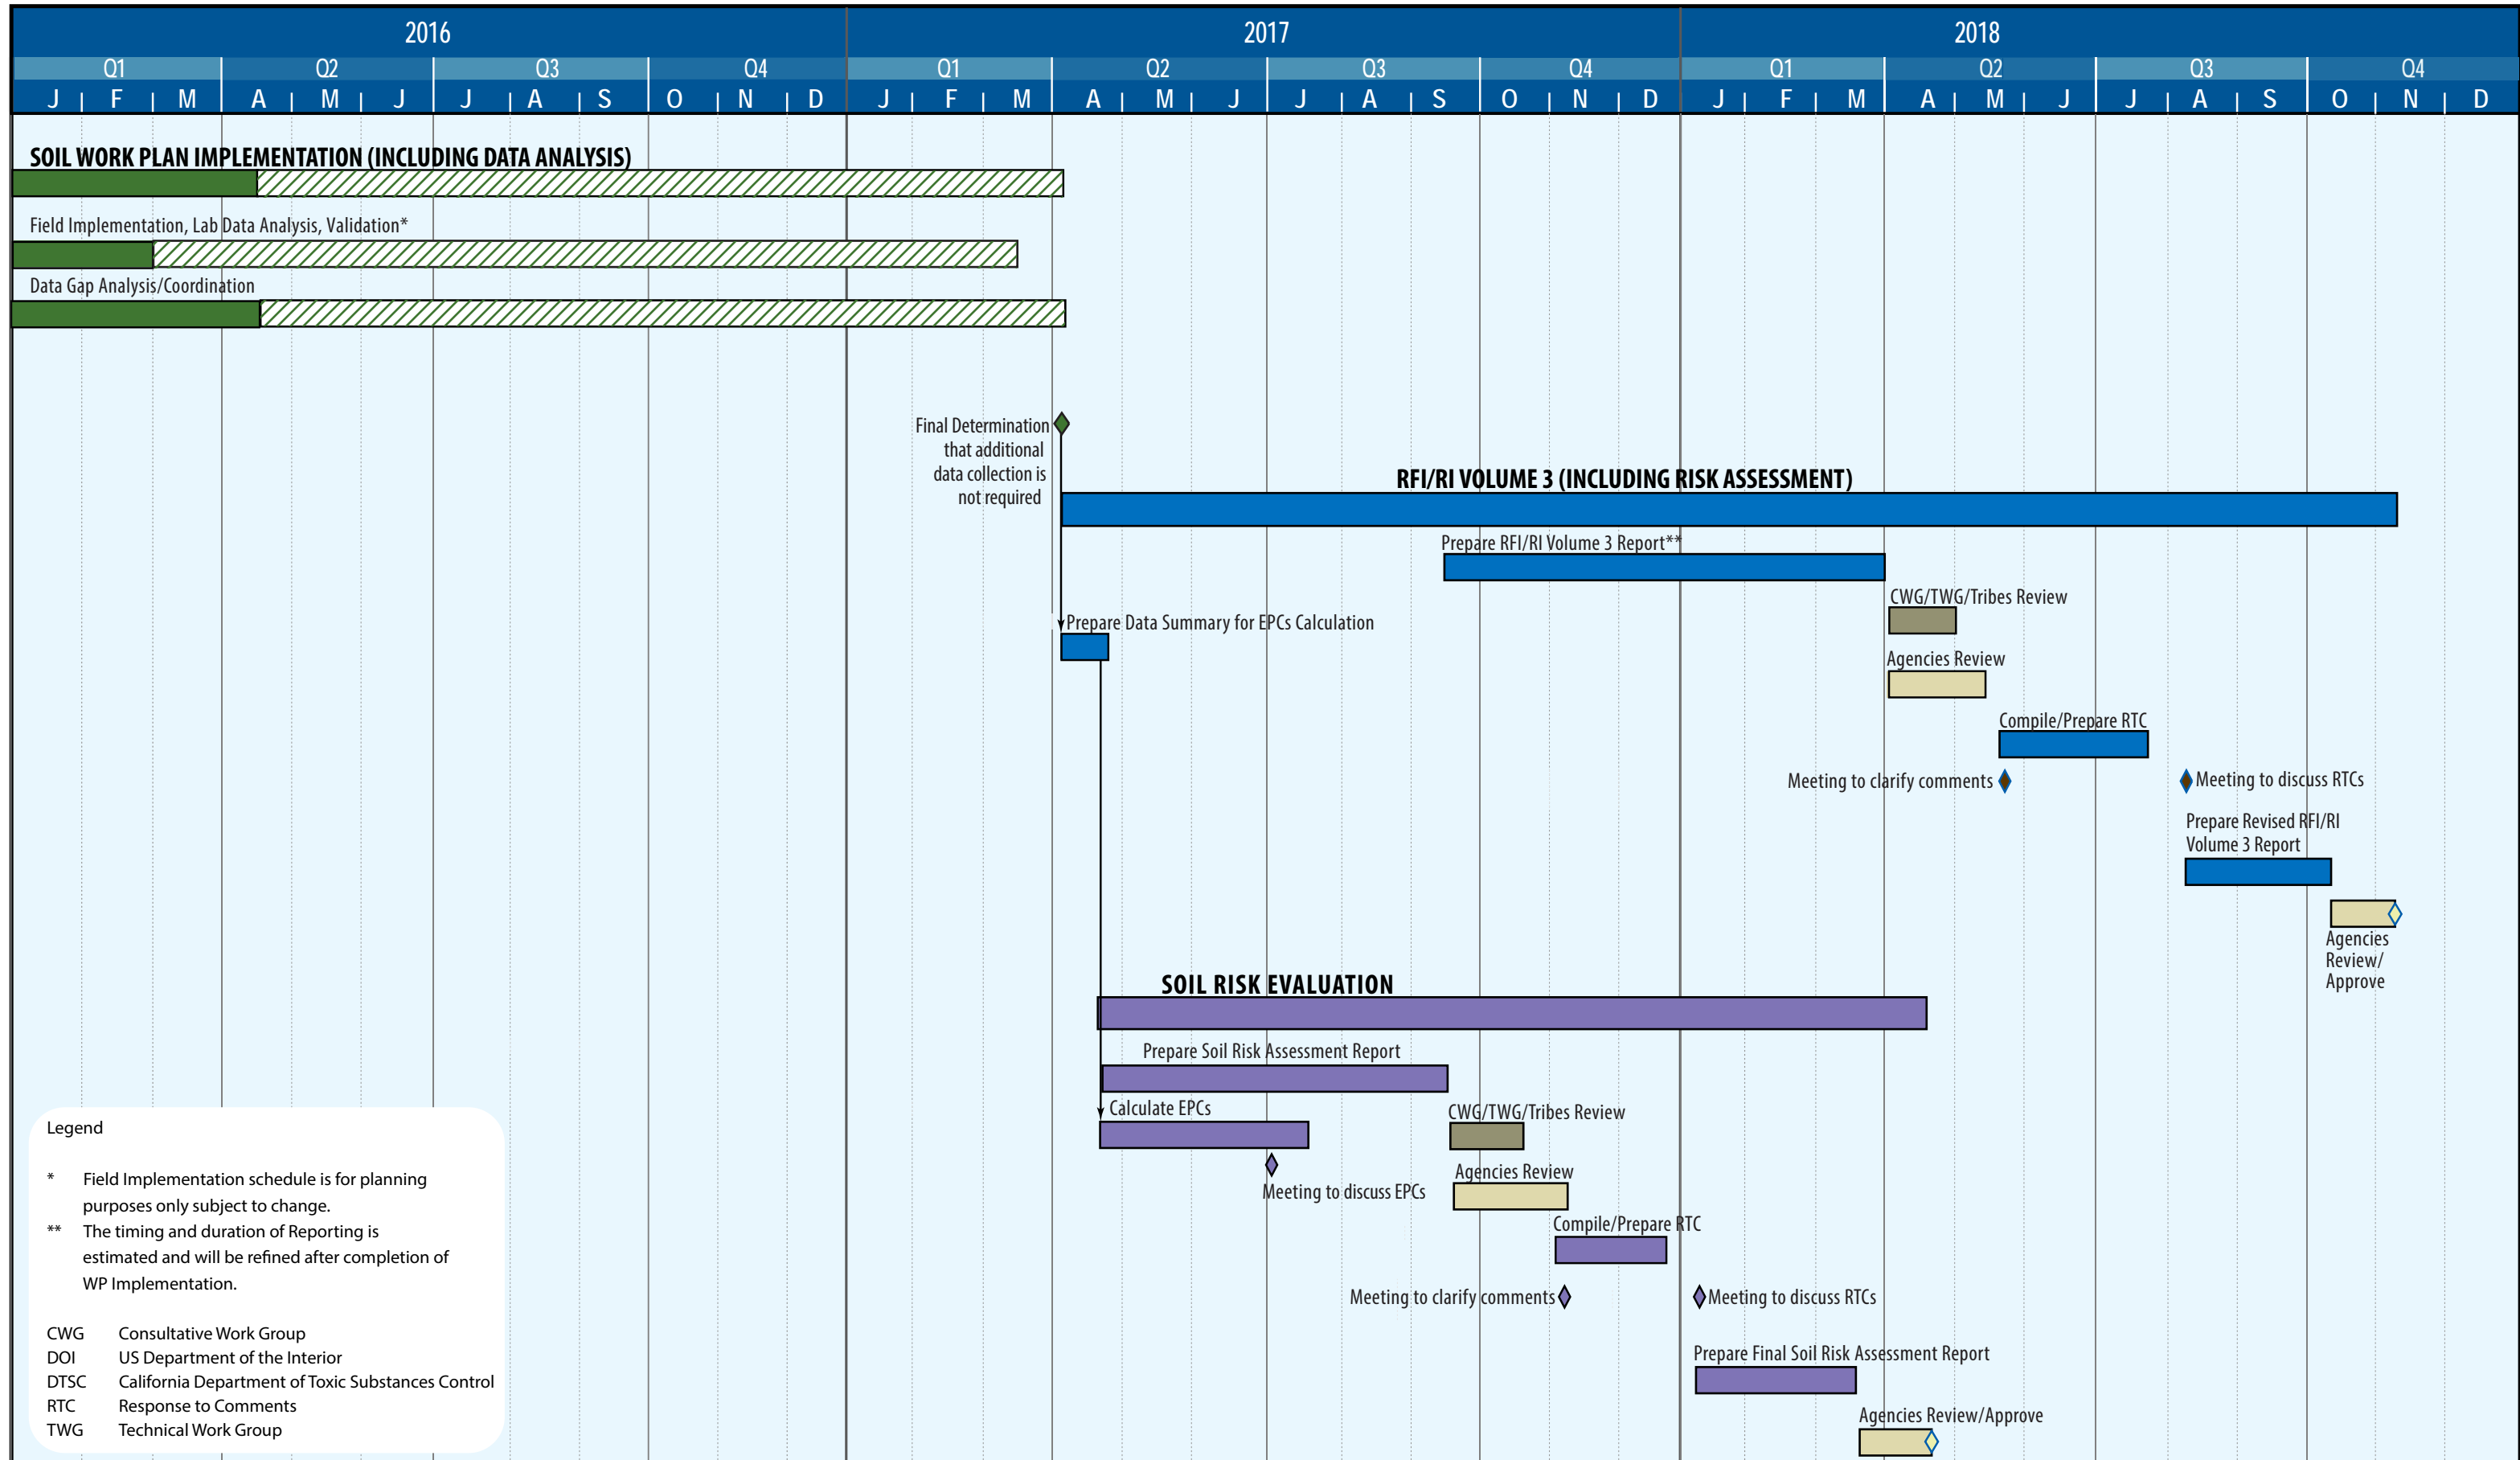 2016 2017 2018
Q1 Q2 Q3 Q4 Q1 Q2 Q3 Q4 Q1 Q2 Q3 Q4
J F M A M J J A S O N D J F M A M J J A S O N D J F M A M J J A S O N D
SOIL WORK PLAN IMPLEMENTATION (INCLUDING DATA ANALYSIS)
Field Implementation, Lab Data Analysis, Validation*
Data Gap Analysis/Coordination
Final Determination
that additional
data collection is
not required
RFI/RI VOLUME 3 (INCLUDING RISK ASSESSMENT)
Prepare RFI/RI Volume 3 Report**
CWG/TWG/Tribes Review
Prepare Data Summary for EPCs Calculation
Agencies Review
Compile/Prepare RTC
Meeting to clarify comments
Meeting to discuss RTCs
Prepare Revised RFI/RI
Volume 3 Report
Agencies
Review/
Approve
SOIL RISK EVALUATION
Prepare Soil Risk Assessment Report
Calculate EPCs
CWG/TWG/Tribes Review
Agencies Review
Meeting to discuss EPCs
Compile/Prepare RTC
Meeting to clarify comments
Meeting to discuss RTCs
Prepare Final Soil Risk Assessment Report
Agencies Review/Approve
Legend
* Field Implementation schedule is for planning
purposes only subject to change.
** The timing and duration of Reporting is
estimated and will be refined after completion of
WP Implementation.
CWG Consultative Work Group
DOI US Department of the Interior
DTSC California Department of Toxic Substances Control
RTC Response to Comments
TWG Technical Work Group